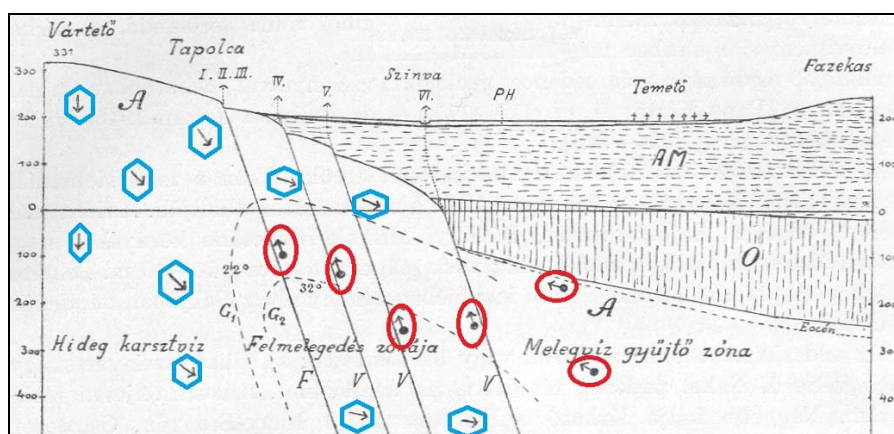 Vártető
331
Tapolca
Szinva
Temető
Fazekas
I. II. III.
IV.
V.
VI.
PH.
300
200
100
0
100
200
300
400
200
100
0
100
200
300
400
A
AM
O
A
22°
32°
G₁
G₂
Eocén
Hideg karsztvíz
Felmelegedés zónája
Melegvíz gyűjtő zóna
F
V
V
V